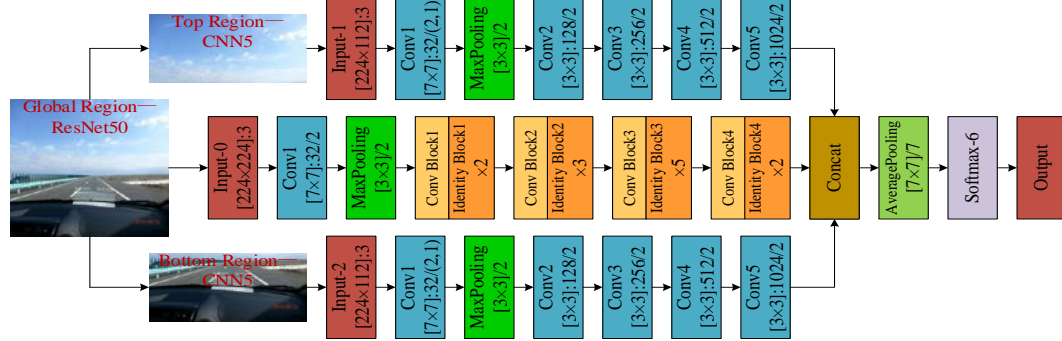 Top Region—
CNN5
Input-1
[224×112]:3
Conv1
[7×7]:32/(2,1)
MaxPooling
[3×3]/2
Conv2
[3×3]:128/2
Conv3
[3×3]:256/2
Conv4
[3×3]:512/2
Conv5
[3×3]:1024/2
Global Region—
ResNet50
Input-0
[224×224]:3
Conv1
[7×7]:32/2
MaxPooling
[3×3]/2
Conv Block1
Identity Block1
×2
Conv Block2
Identity Block2
×3
Conv Block3
Identity Block3
×5
Conv Block4
Identity Block4
×2
Concat
AveragePooling
[7×7]/7
Softmax-6
Output
Bottom Region—
CNN5
Input-2
[224×112]:3
Conv1
[7×7]:32/(2,1)
MaxPooling
[3×3]/2
Conv2
[3×3]:128/2
Conv3
[3×3]:256/2
Conv4
[3×3]:512/2
Conv5
[3×3]:1024/2